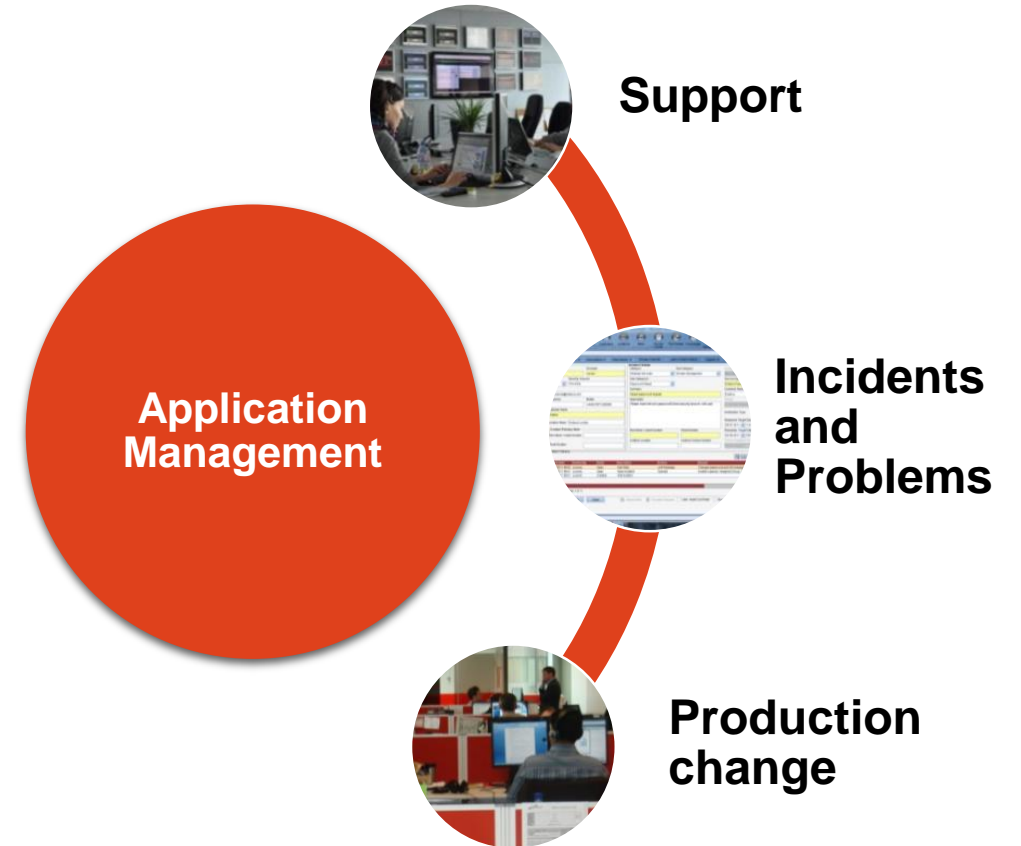 Support
Application
Management
Incidents
and
Problems
Production
change